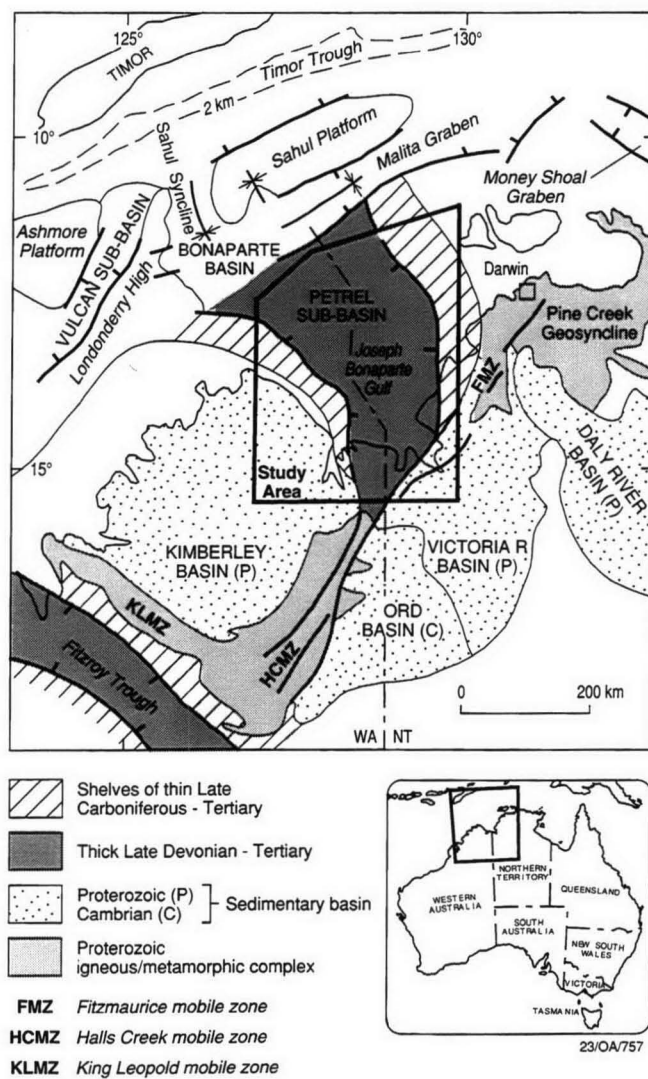 125°
130°
TIMOR
Timor Trough
2 km
10°
Sahul Platform
Sahul Syncline
Malita Graben
Money Shoal
Graben
Ashmore
Platform
VULCAN SUB-BASIN
Londonderry High
BONAPARTE
BASIN
Darwin
PETREL
SUB-BASIN
Pine Creek
Geosyncline
Joseph
Bonaparte
Gulf
FMZ
15°
Study
Area
DALY RIVER
BASIN (P)
KIMBERLEY
BASIN (P)
VICTORIA R
BASIN (P)
KLMZ
ORD
BASIN (C)
HCMZ
Fitzroy Trough
0 200 km
WA NT
Shelves of thin Late
Carboniferous - Tertiary
Thick Late Devonian - Tertiary
Proterozoic (P)
Cambrian (C)
Sedimentary basin
Proterozoic
igneous/metamorphic complex
FMZ Fitzmaurice mobile zone
HCMZ Halls Creek mobile zone
KLMZ King Leopold mobile zone
NORTHERN
TERRITORY
WESTERN
AUSTRALIA
QUEENSLAND
SOUTH
AUSTRALIA
NEW SOUTH
WALES
VICTORIA
TASMANIA
23/OA/757